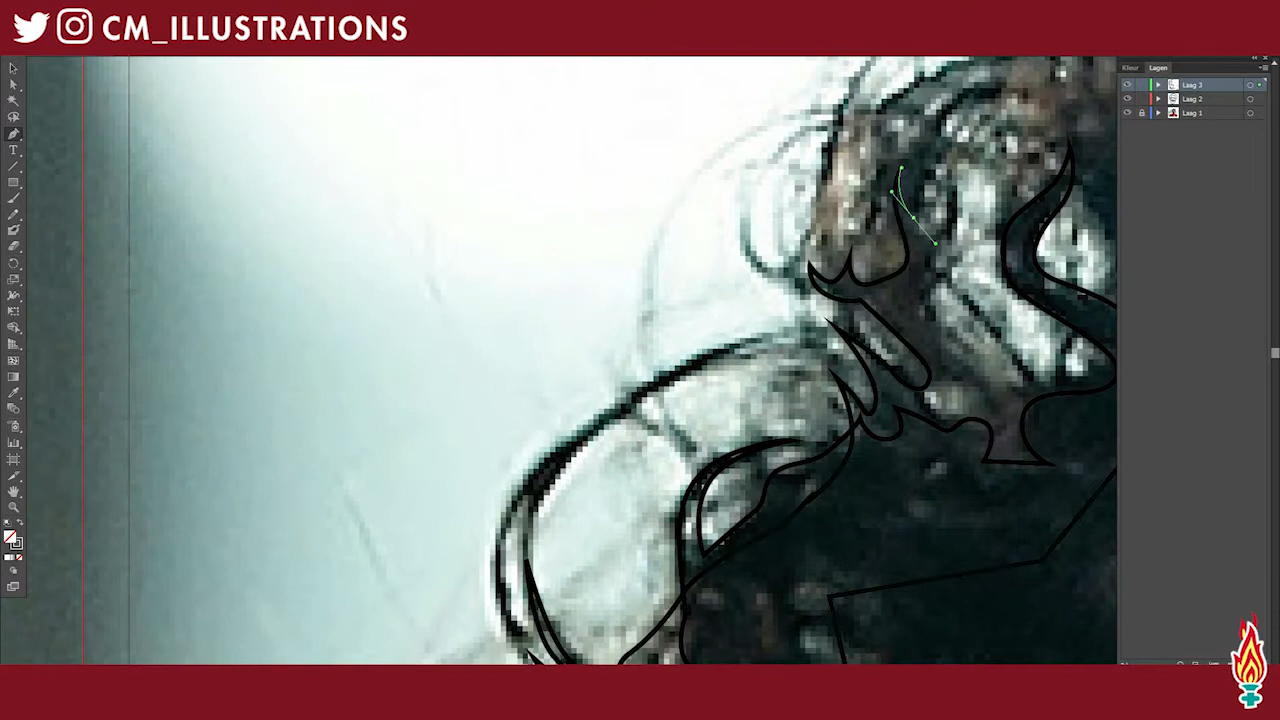 CM_ILLUSTRATIONS
Kleur Lagen
Laag 3
Laag 2
Laag 1